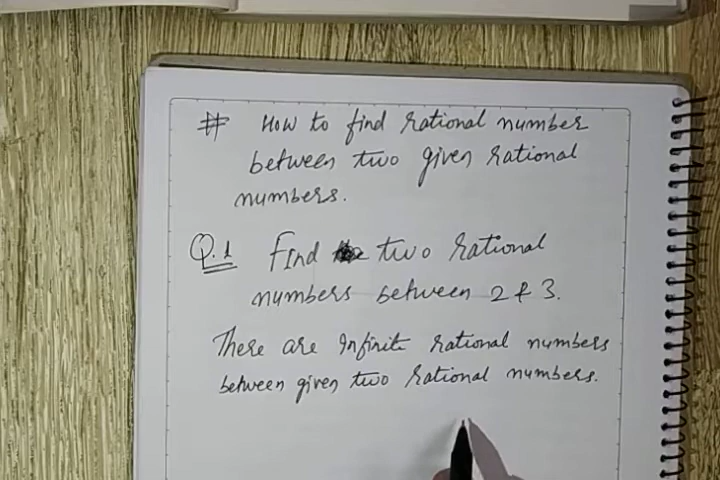 # How to find rational number
between two given rational
numbers.
Q.1 Find two rational
numbers between 2 & 3.
There are Infinite rational numbers
between given two rational numbers.